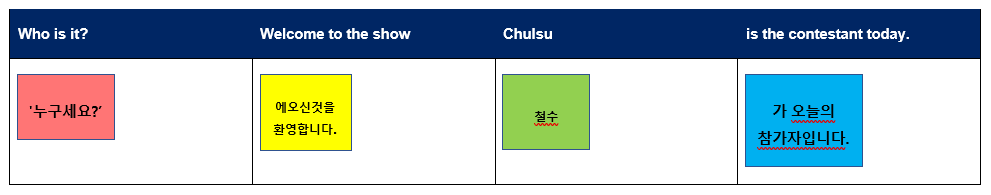 Who is it?
Welcome to the show
Chulsu
is the contestant today.
'누구세요?’
에오신것을
환영합니다.
철수
가 오늘의
참가자입니다.